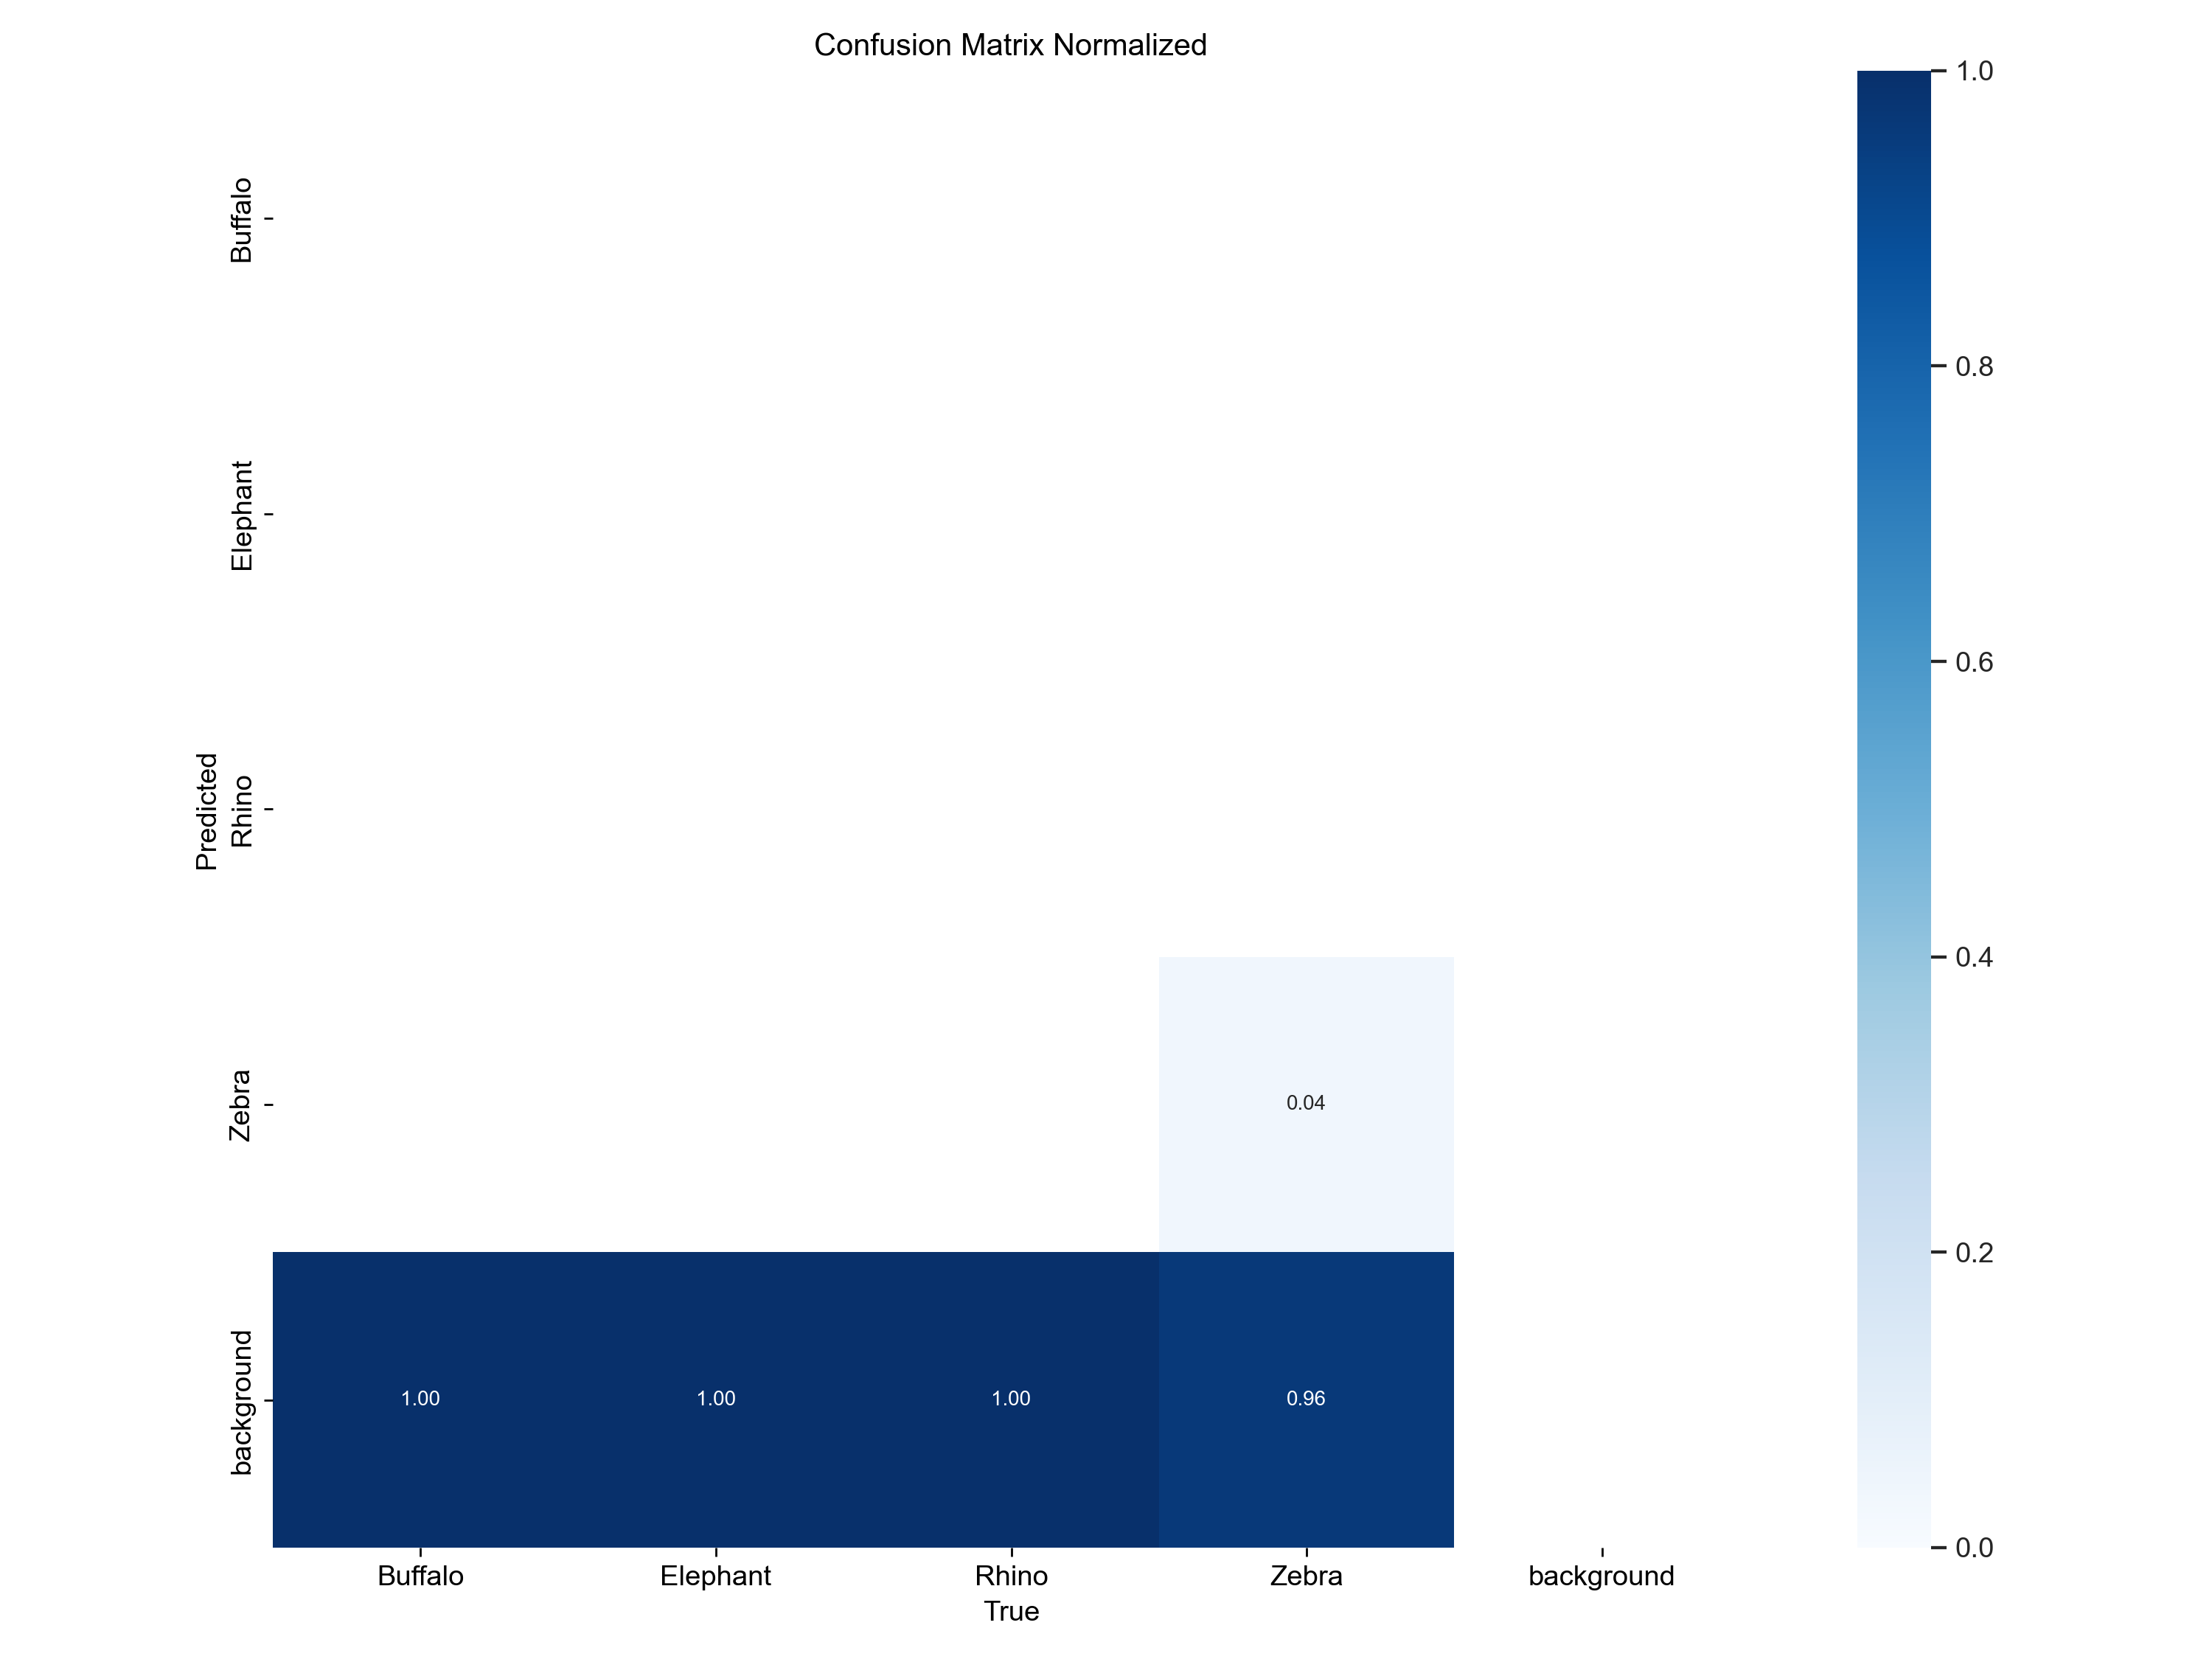 Confusion Matrix Normalized
1.0
Buffalo
0.8
Elephant
0.6
Predicted
Rhino
0.4
Zebra
0.04
0.2
background
1.00 1.00 1.00 0.96
0.0
Buffalo Elephant Rhino Zebra background
True